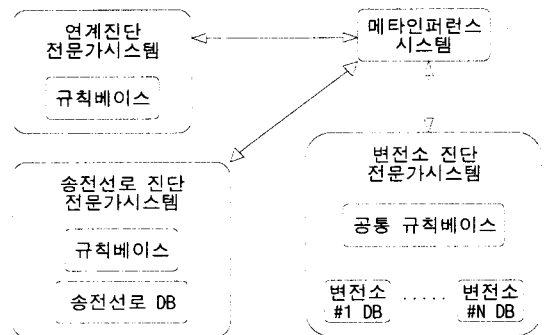 연계진단
전문가시스템
규칙베이스
메타인퍼런스
시스템
송전선로 진단
전문가시스템
규칙베이스
송전선로 DB
변전소 진단
전문가시스템
공통 규칙베이스
변전소
#1 DB
.....
변전소
#N DB